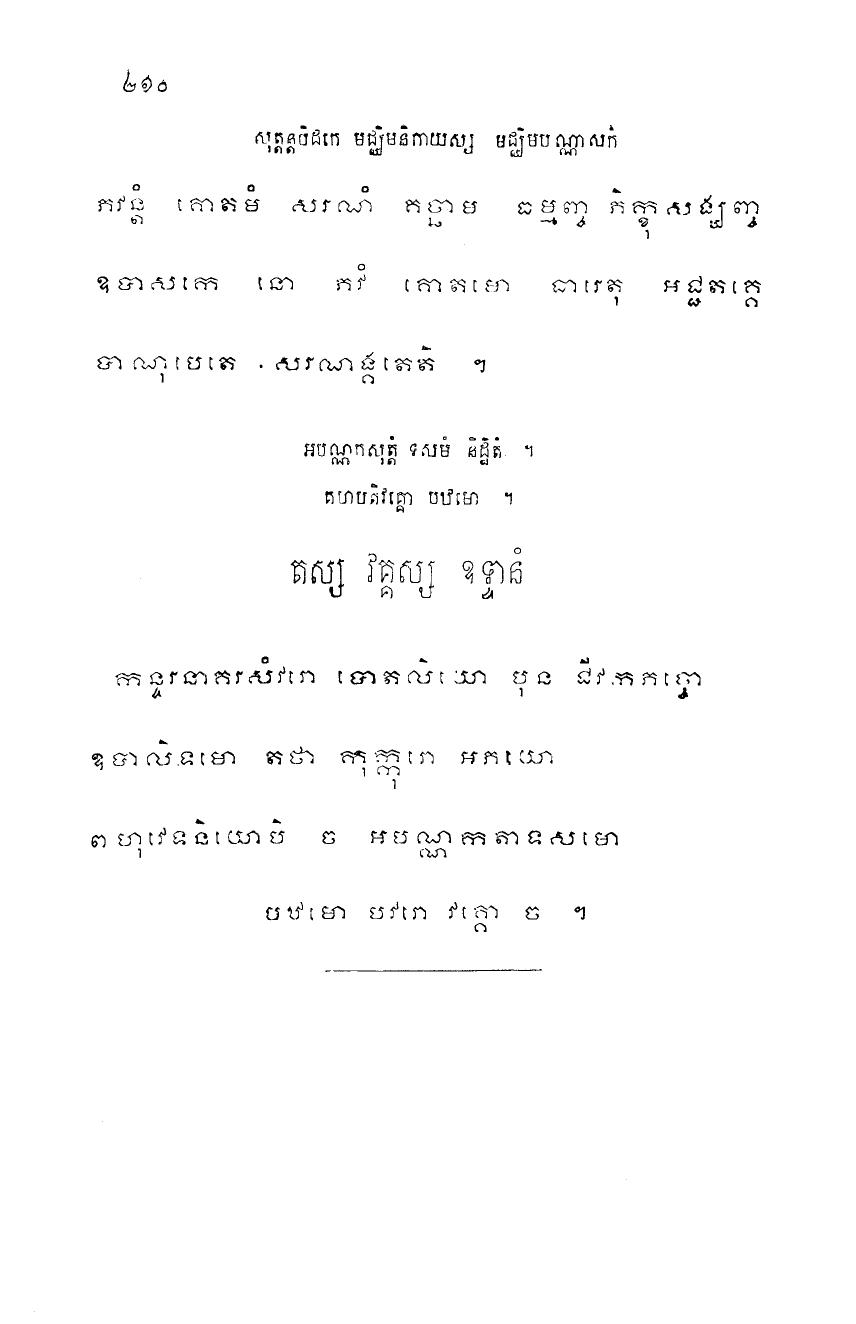 ២១០
សុត្តន្តបិដកេ មជ្ឈិមនិកាយស្ស មជ្ឈិមបណ្ណាសកំ
ភវន្តំ គោតមំ សរណំ គច្ឆាម ធម្មញ្ច ភិក្ខុសង្ឃញ្ច
ឧបាសកេ នោ ភវំ គោតមោ ធារេតុ អជ្ជតគ្គេ
បាណុបេតេ សរណង្គតេតិ ។
អបណ្ណកសុត្តំ ទសមំ និដ្ឋិតំ ។
គហបតិវគ្គោ បឋមោ ។
តស្ស វគ្គស្ស ឧទ្ទានំ
កន្ទរនាគរសំវរោ បោតលិយោ បុន ជីវកភច្ចោ
ឧបាលិទមោ តថា កុក្កុរោ អភយោ
ពហុវេទនិយោបិ ច អបណ្ណកតាទសមោ
បឋមោ បវរោ វគ្គោ ច ។